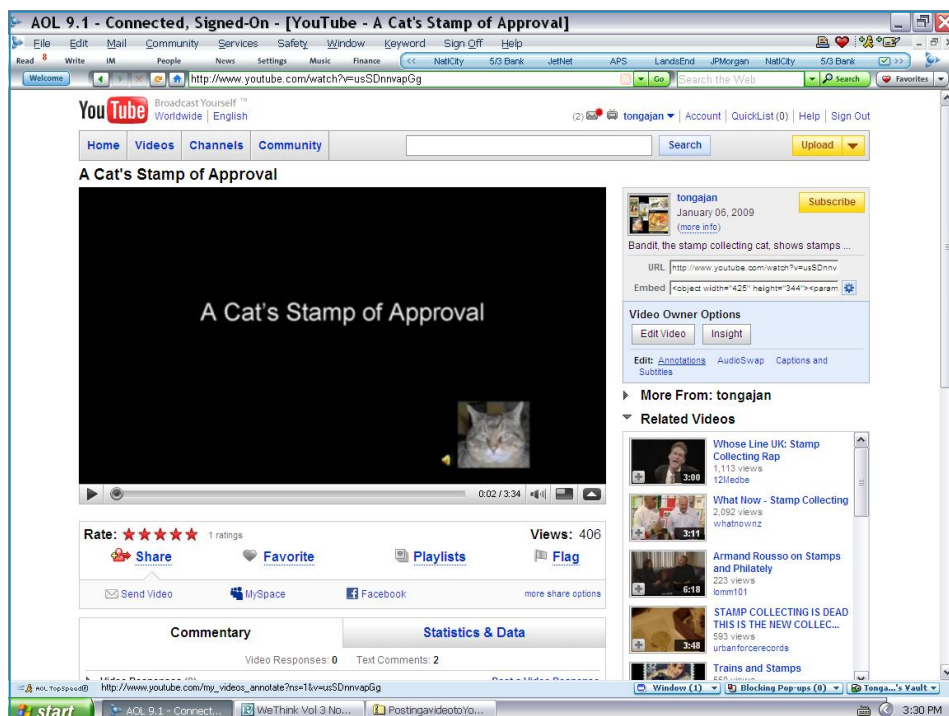 AOL 9.1 - Connected, Signed-On - [YouTube - A Cat's Stamp of Approval]
File Edit Mail Community Services Safety Window Keyword Sign Off Help
Read 8 Write IM People News Settings Music Finance << NatlCity 5/3 Bank JetNet APS LandsEnd JPMorgan NatlCity 5/3 Bank >>
Welcome http://www.youtube.com/watch?v=usSDnnvapGg Go Search the Web Search Favorites
YouTube Broadcast Yourself ™
Worldwide | English
(2) tongajan | Account | QuickList (0) | Help | Sign Out
Home Videos Channels Community Search Upload
A Cat's Stamp of Approval
A Cat's Stamp of Approval
0:02 / 3:34
Rate: 1 ratings Views: 406
Share Favorite Playlists Flag
Send Video MySpace Facebook more share options
Commentary Statistics & Data
Video Responses: 0 Text Comments: 2
tongajan Subscribe
January 06, 2009
(more info)
Bandit, the stamp collecting cat, shows stamps ...
URL http://www.youtube.com/watch?v=usSDnnv
Embed <object width="425" height="344"><param
Video Owner Options
Edit Video Insight
Edit: Annotations AudioSwap Captions and
Subtitles
More From: tongajan
Related Videos
Whose Line UK: Stamp
Collecting Rap
1,113 views
12Medbe
3:00
What Now - Stamp Collecting
2,092 views
whatnownz
3:11
Armand Rousso on Stamps
and Philately
223 views
lomm101
6:18
STAMP COLLECTING IS DEAD
THIS IS THE NEW COLLEC...
593 views
urbanforcerecords
3:48
Trains and Stamps
AOL TopSpeed® http://www.youtube.com/my_videos_annotate?ns=1&v=usSDnnvapGg Window (1) Blocking Pop-ups (0) Tonga...'s Vault
start AOL 9.1 - Connect... WeThink Vol 3 No... PostingavideotoYo... 3:30 PM